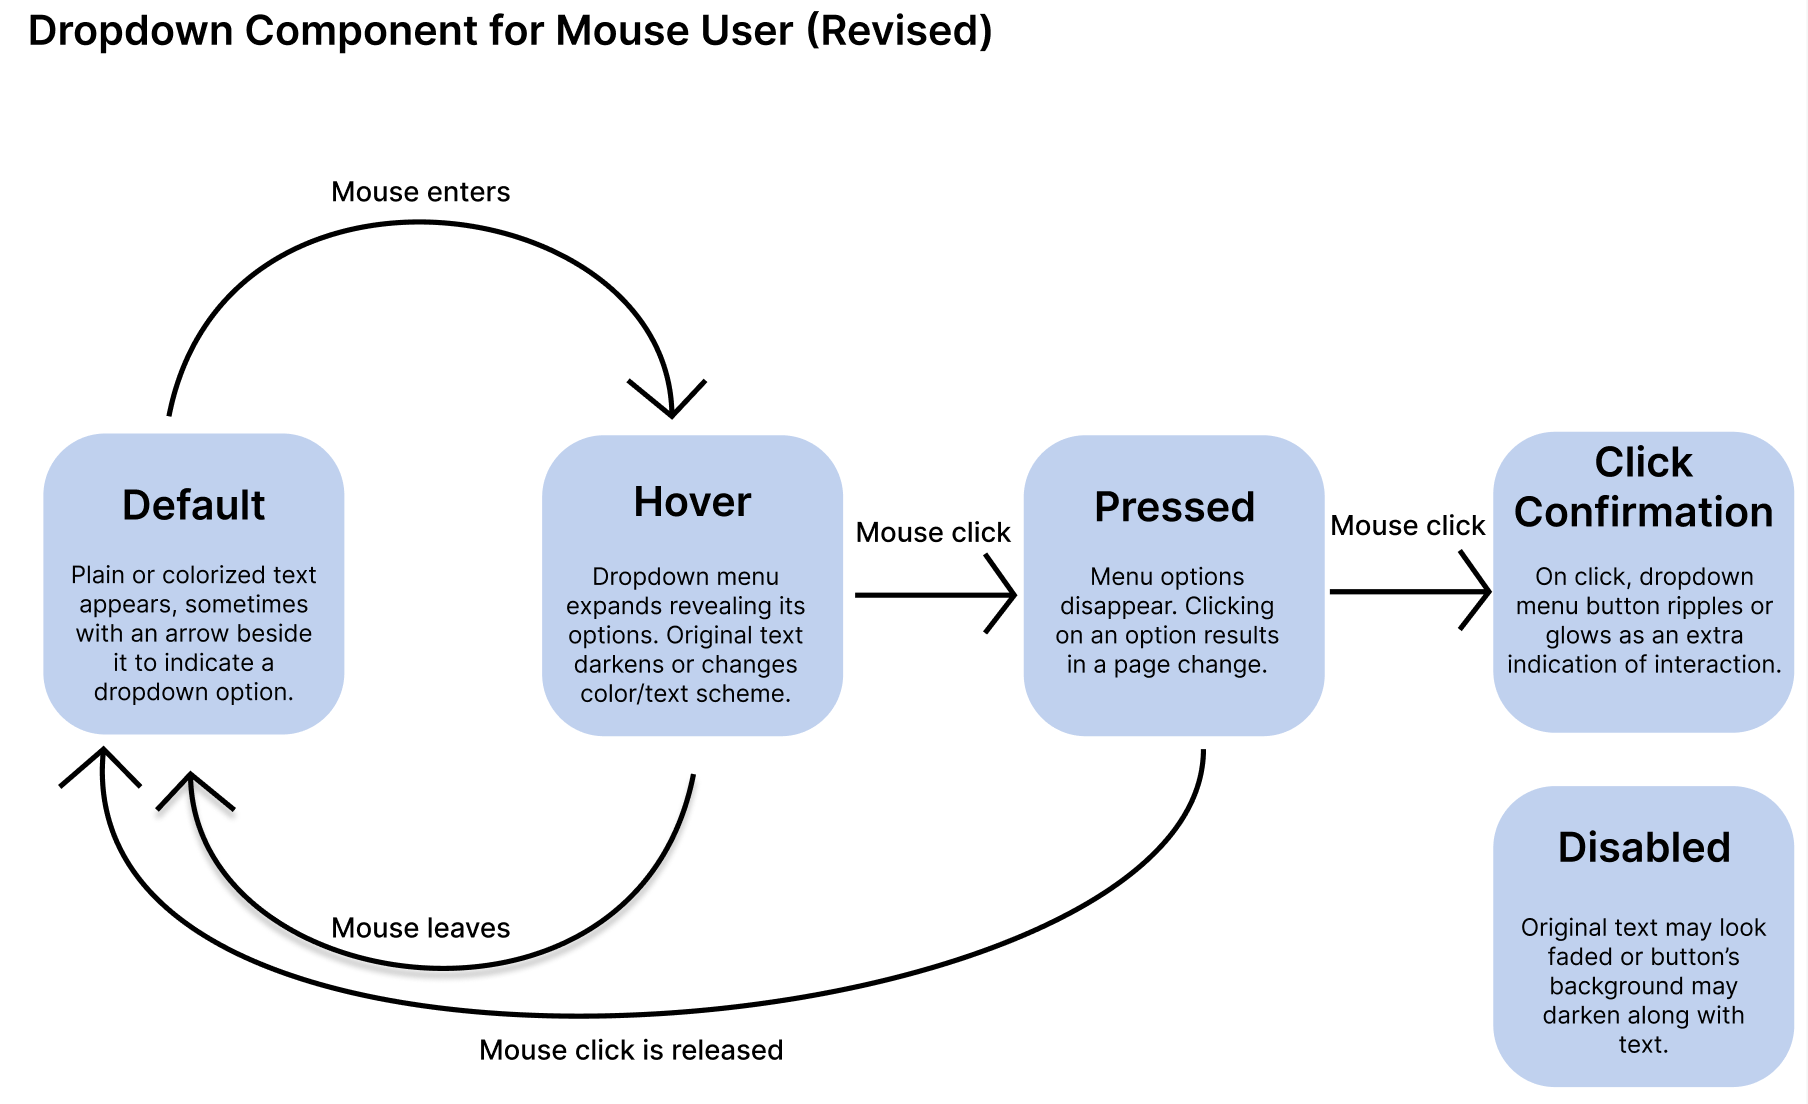 Dropdown Component for Mouse User (Revised)
Mouse enters
Default
Plain or colorized text
appears, sometimes
with an arrow beside
it to indicate a
dropdown option.
Hover
Dropdown menu
expands revealing its
options. Original text
darkens or changes
color/text scheme.
Mouse click
Pressed
Menu options
disappear. Clicking
on an option results
in a page change.
Mouse click
Click
Confirmation
On click, dropdown
menu button ripples or
glows as an extra
indication of interaction.
Mouse leaves
Mouse click is released
Disabled
Original text may look
faded or button’s
background may
darken along with
text.